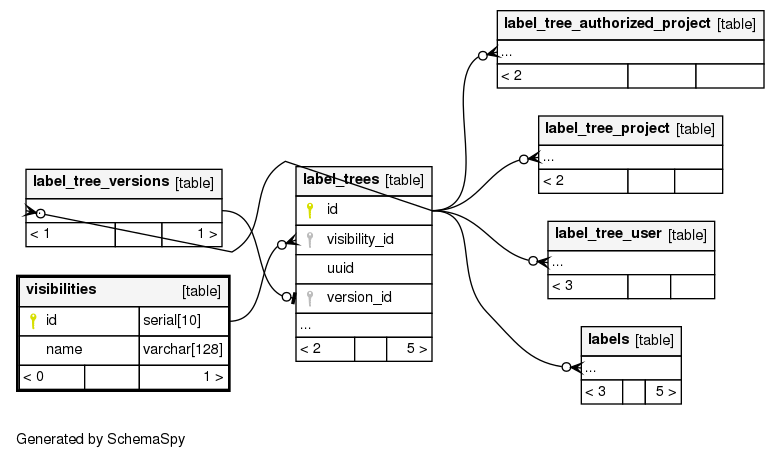 label_tree_authorized_project [table]
...
< 2
label_tree_project [table]
...
< 2
label_tree_versions [table]
< 1 1 >
label_trees [table]
id
visibility_id
uuid
version_id
...
< 2 5 >
label_tree_user [table]
...
< 3
visibilities [table]
id serial[10]
name varchar[128]
< 0 1 >
labels [table]
...
< 3 5 >
Generated by SchemaSpy